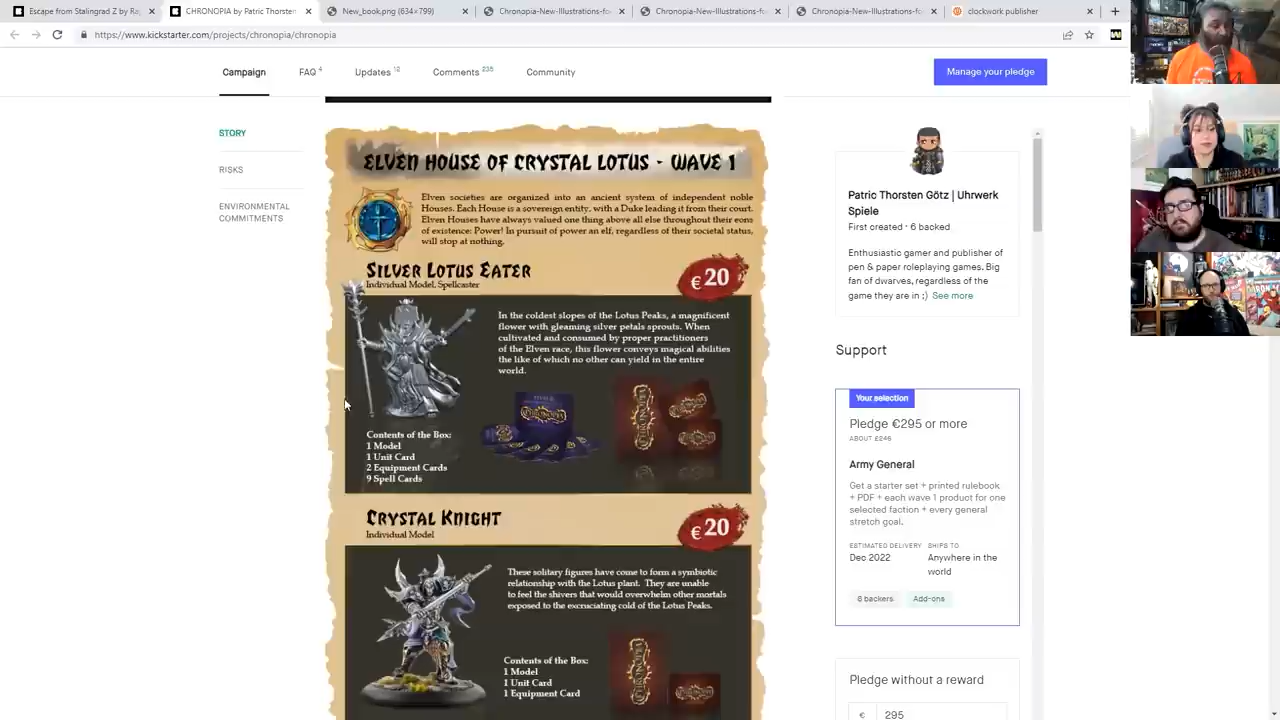 Escape from Stalingrad Z by Ra
CHRONOPIA by Patric Thorsten
New_book.png (634×799)
Chronopia-New-Illustrations-fo
Chronopia-New-Illustrations-fo
Chronopia-New-Illustrations-fo
clockwork publisher
https://www.kickstarter.com/projects/chronopia/chronopia
Campaign
FAQ 4
Updates 12
Comments 235
Community
Manage your pledge
STORY
RISKS
ENVIRONMENTAL
COMMITMENTS
ELVEN HOUSE OF CRYSTAL LOTUS - WAVE 1
Elven societies are organized into an ancient system of independent noble
Houses. Each House is a sovereign entity, with a Duke leading it from their court.
Elven Houses have always valued one thing above all else throughout their eons
of existence: Power! In pursuit of power an elf, regardless of their societal status,
will stop at nothing.
SILVER LOTUS EATER
Individual Model, Spellcaster
€20
In the coldest slopes of the Lotus Peaks, a magnificent
flower with gleaming silver petals sprouts. When
cultivated and consumed by proper practitioners
of the Elven race, this flower conveys magical abilities
the like of which no other can yield in the entire
world.
CHRONOPIA
Contents of the Box:
1 Model
1 Unit Card
2 Equipment Cards
9 Spell Cards
CRYSTAL KNIGHT
Individual Model
€20
These solitary figures have come to form a symbiotic
relationship with the Lotus plant. They are unable
to feel the shivers that would overwhelm other mortals
exposed to the excruciating cold of the Lotus Peaks.
Contents of the Box:
1 Model
1 Unit Card
1 Equipment Card
CHRONOPIA
Patric Thorsten Götz | Uhrwerk
Spiele
First created · 6 backed
Enthusiastic gamer and publisher of
pen & paper roleplaying games. Big
fan of dwarves, regardless of the
game they are in ;) See more
Support
Your selection
Pledge €295 or more
ABOUT £246
Army General
Get a starter set + printed rulebook
+ PDF + each wave 1 product for one
selected faction + every general
stretch goal.
ESTIMATED DELIVERY
Dec 2022
SHIPS TO
Anywhere in the
world
8 backers
Add-ons
Pledge without a reward
€ 295